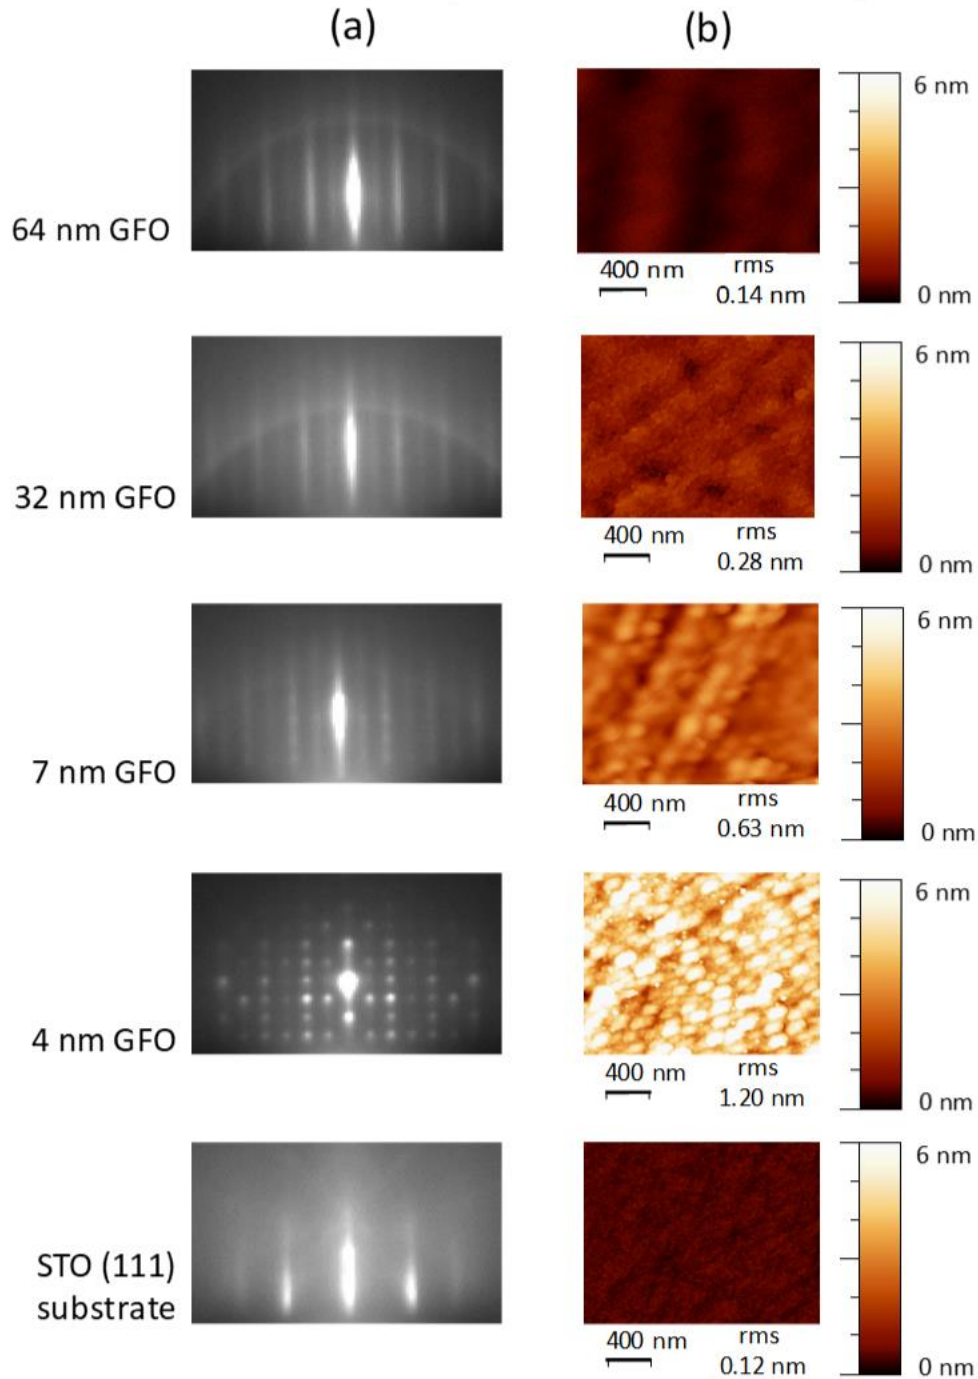 (a)
(b)
64 nm GFO
400 nm
rms
0.14 nm
6 nm
0 nm
32 nm GFO
400 nm
rms
0.28 nm
6 nm
0 nm
7 nm GFO
400 nm
rms
0.63 nm
6 nm
0 nm
4 nm GFO
400 nm
rms
1.20 nm
6 nm
0 nm
STO (111)
substrate
400 nm
rms
0.12 nm
6 nm
0 nm